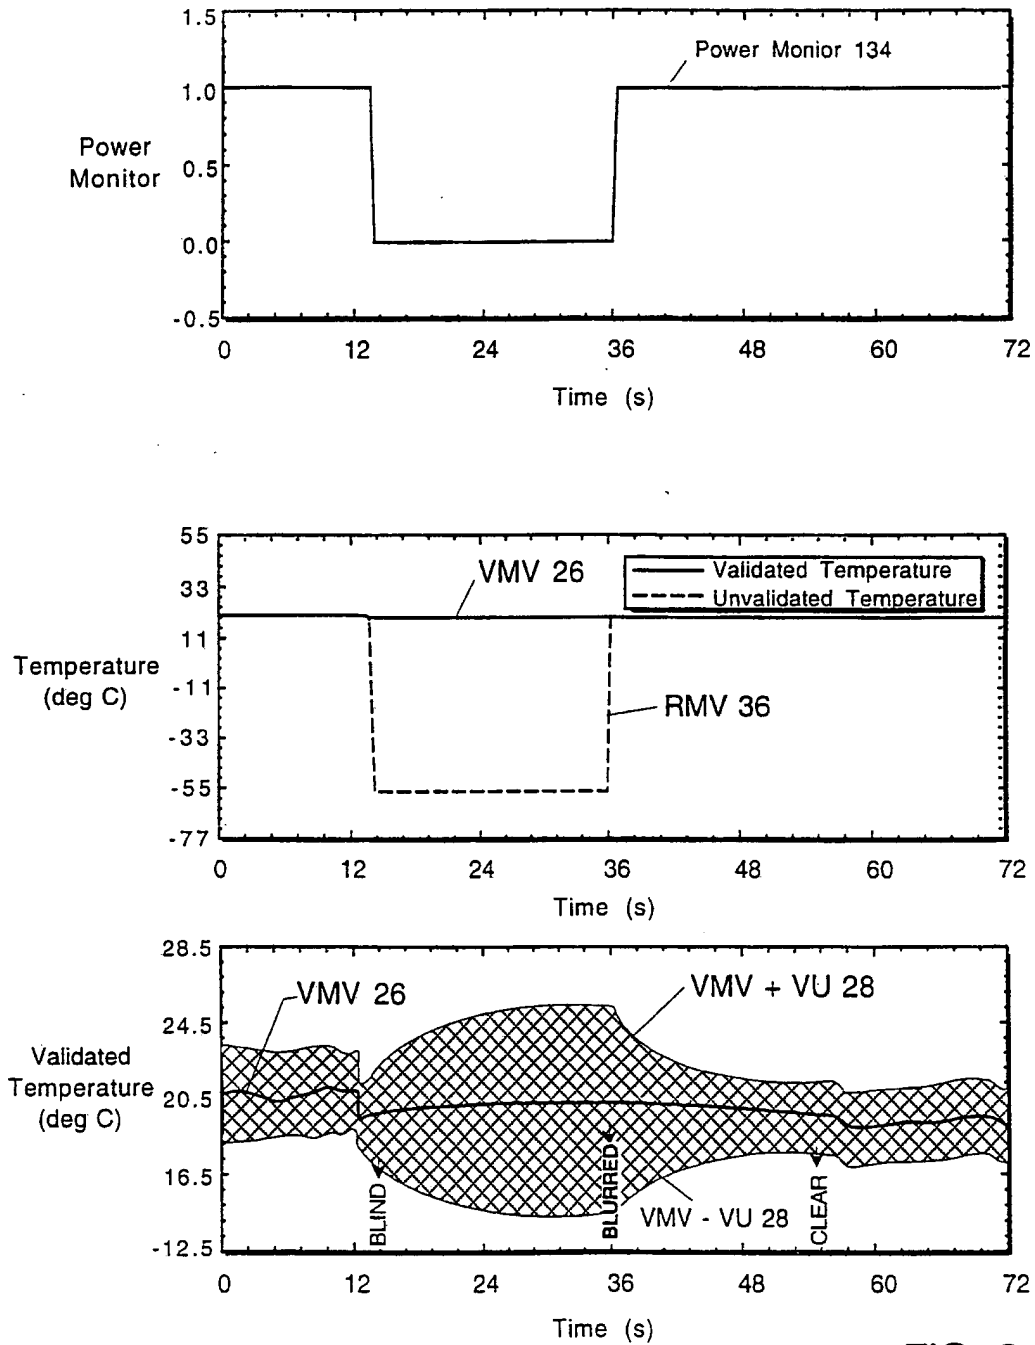 1.5
Power Monior 134
1.0
Power
Monitor
0.5
0.0
-0.5
0 12 24 36 48 60 72
Time (s)
55
VMV 26
Validated Temperature
Unvalidated Temperature
33
11
Temperature
(deg C)
-11
RMV 36
-33
-55
-77
0 12 24 36 48 60 72
Time (s)
28.5
VMV 26
VMV + VU 28
24.5
Validated
Temperature
(deg C)
20.5
16.5
BLIND
BLURRED
VMV - VU 28
CLEAR
-12.5
0 12 24 36 48 60 72
Time (s)